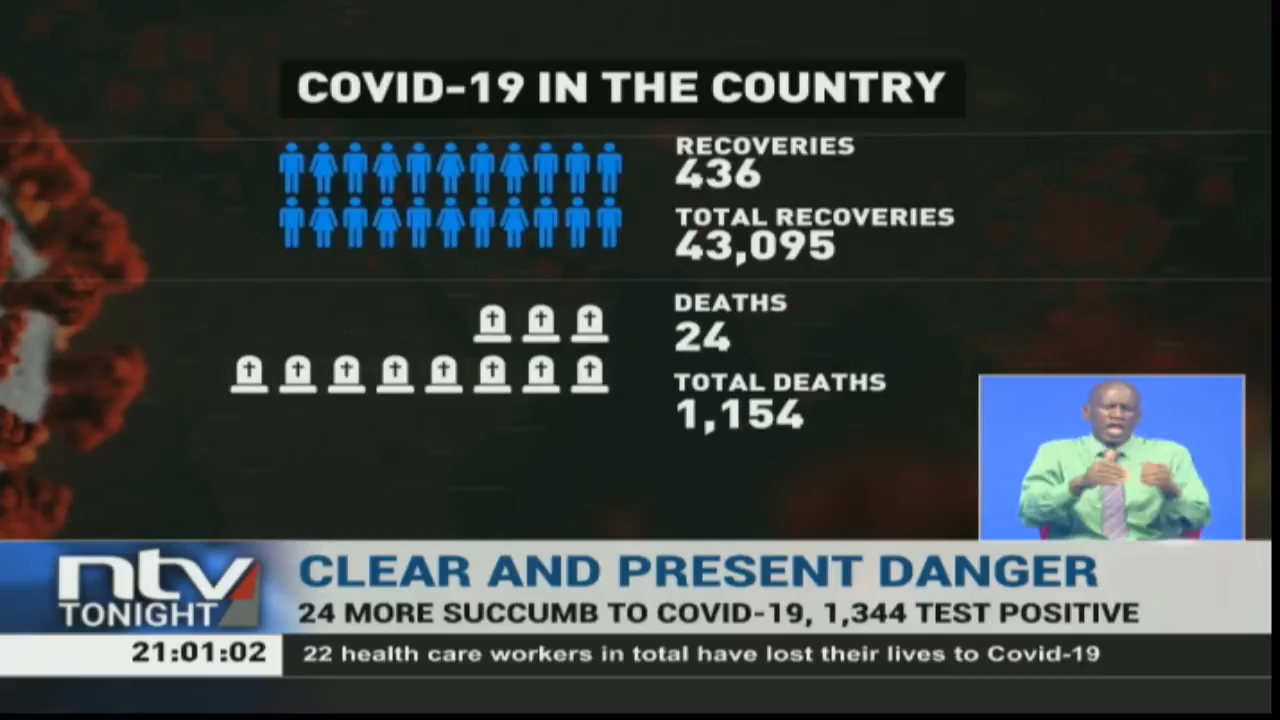 COVID-19 IN THE COUNTRY
RECOVERIES
436
TOTAL RECOVERIES
43,095
DEATHS
24
TOTAL DEATHS
1,154
ntv
TONIGHT
CLEAR AND PRESENT DANGER
24 MORE SUCCUMB TO COVID-19, 1,344 TEST POSITIVE
21:01:02
22 health care workers in total have lost their lives to Covid-19